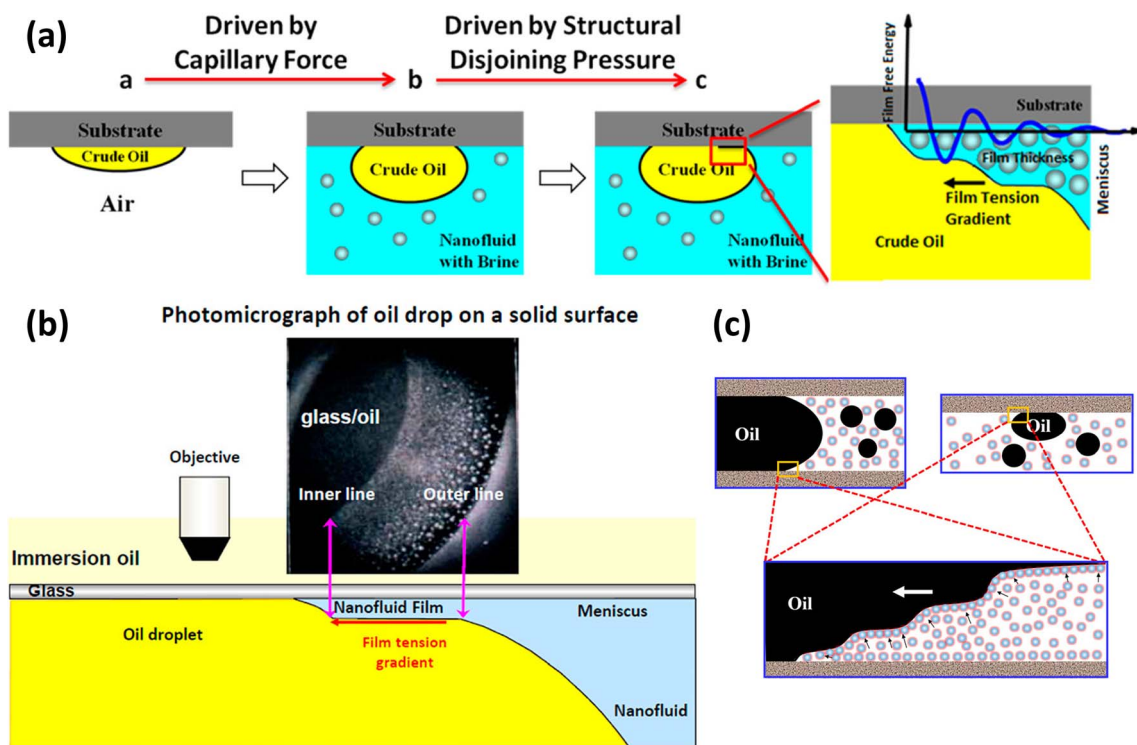 (a)
Driven by
Capillary Force
Driven by Structural
Disjoining Pressure
a
b
c
Substrate
Crude Oil
Air
Substrate
Crude Oil
Nanofluid
with Brine
Substrate
Crude Oil
Nanofluid
with Brine
Film Free Energy
Substrate
Film Thickness
Meniscus
Film Tension
Gradient
Crude Oil
(b)
Photomicrograph of oil drop on a solid surface
glass/oil
Inner line
Outer line
Objective
Immersion oil
Glass
Nanofluid Film
Meniscus
Oil droplet
Film tension
gradient
Nanofluid
(c)
Oil
Oil
Oil